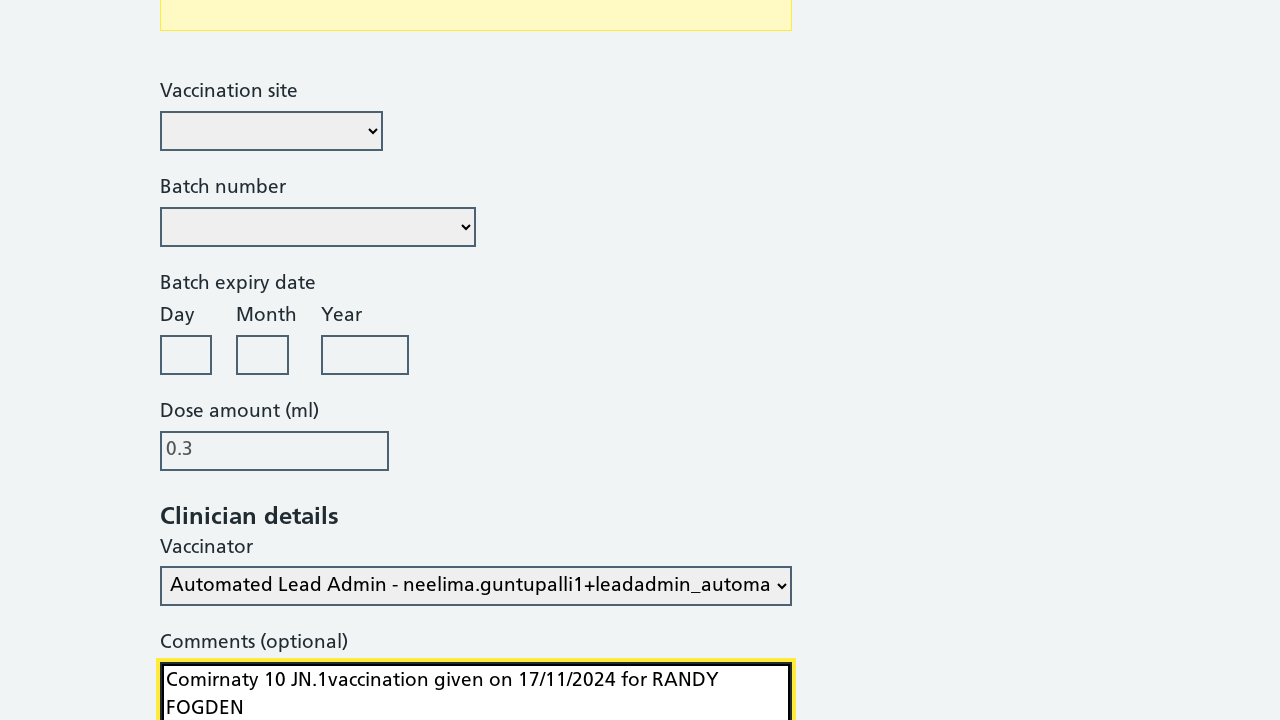 Vaccination site
Batch number
Batch expiry date
Day Month Year
Dose amount (ml)
0.3
Clinician details
Vaccinator
Automated Lead Admin - neelima.guntupalli1+leadadmin_automa
Comments (optional)
Comirnaty 10 JN.1vaccination given on 17/11/2024 for RANDY
FOGDEN